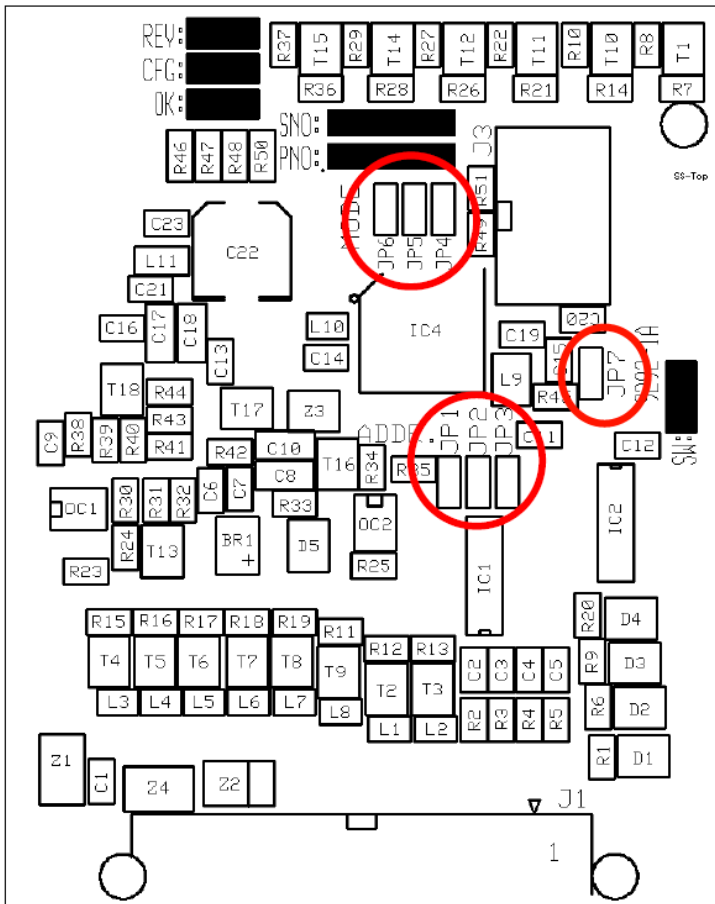 REV:
R37 T15 R29 T14 R27 T12 R22 T11 R10 T10 R8 T1
CFG:
R36 R28 R26 R21 R14 R7
OK:
SNO:
PNO:
J3
R46 R47 R48 R50
SS-Top
MODE
R51
JP6 JP5 JP4
R49
C23
C22
L11
C21
C16 C17 C18
L10
IC4
C20
C19
C13
C14
C15
L9
JP7
T18
R44
T17
Z3
R43
ADDR.:
JP1 JP2 JP3
C9 R38 R39 R40
R41
R42
C10
T16
R34
C12
SW:
C8
R35
C6 C7
OC1
R30 R31 R32
R33
OC2
IC2
R24
T13
BR1
+
D5
R23
R25
IC1
R15 R16 R17 R18 R19
R11
R20
D4
R12 R13
T4 T5 T6 T7 T8
T9
R9
D3
C2 C3 C4 C5
T2 T3
L3 L4 L5 L6 L7
L8
R6
D2
L1 L2
R2 R3 R4 R5
R1
D1
Z1
C1
Z4
Z2
J1
1